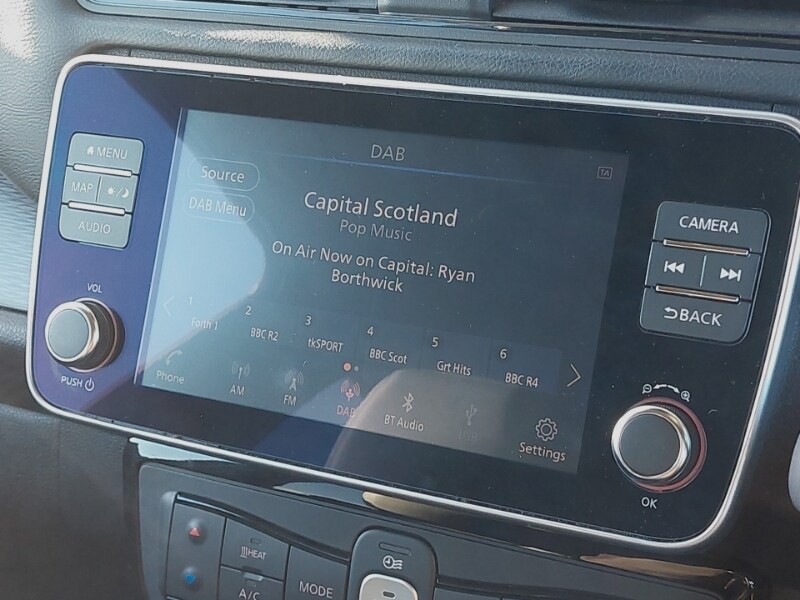 DAB
TA
Source
DAB Menu
Capital Scotland
Pop Music
On Air Now on Capital: Ryan
Borthwick
1
Forth 1
2
BBC R2
3
tkSPORT
4
BBC Scot
5
Grt Hits
6
BBC R4
Phone
AM
FM
DAB
BT Audio
Settings
MENU
MAP
AUDIO
VOL
PUSH
CAMERA
BACK
OK
HEAT
A/C
MODE